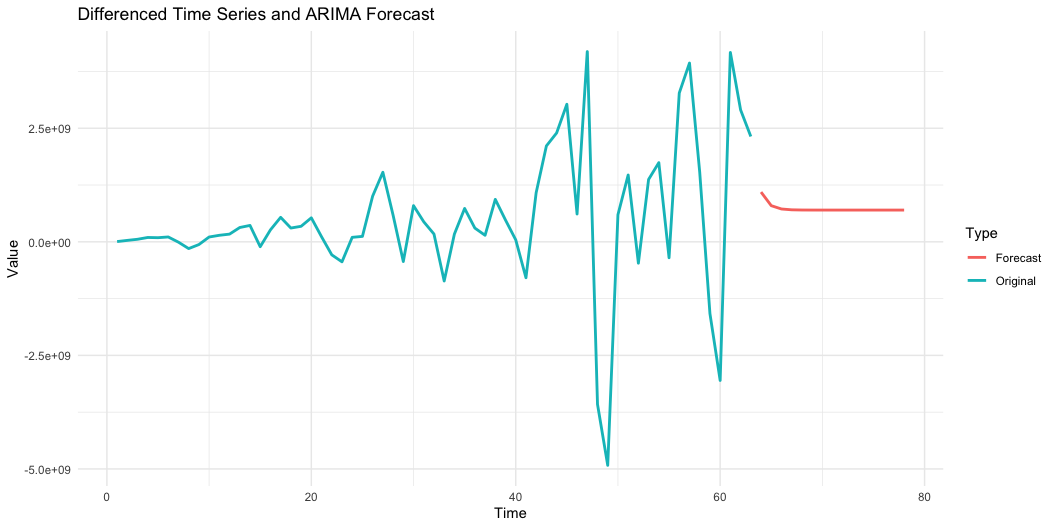 Differenced Time Series and ARIMA Forecast
Value
2.5e+09
0.0e+00
-2.5e+09
-5.0e+09
0
20
40
60
80
Time
Type
Forecast
Original